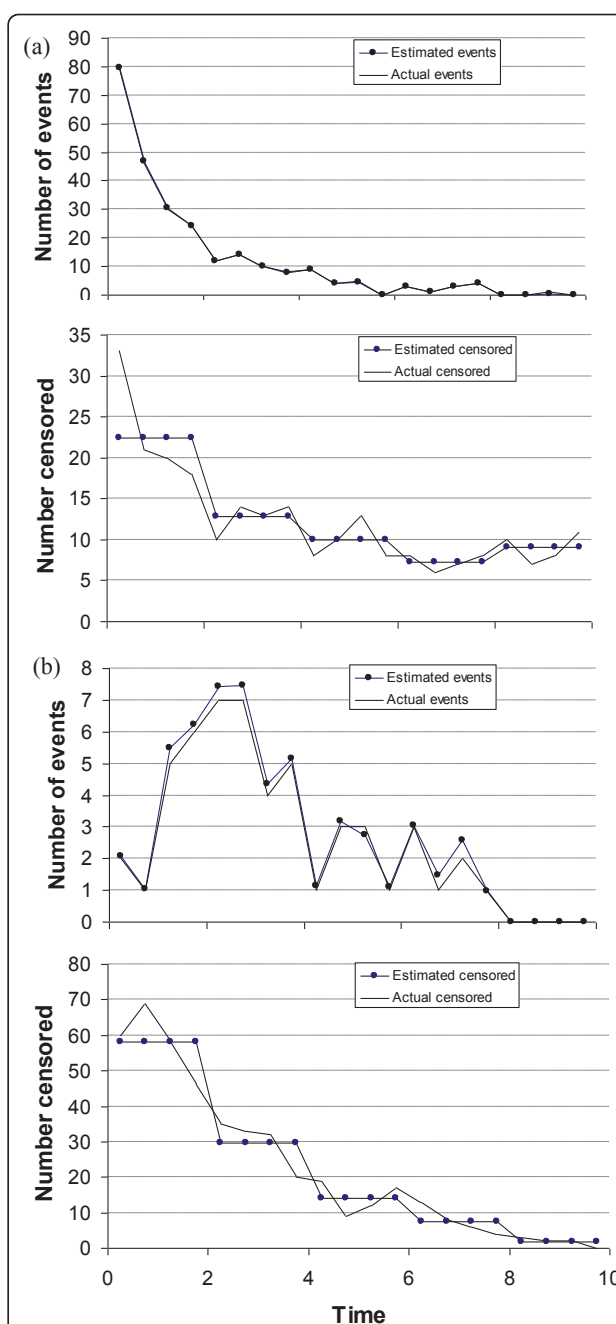 (a)
90
80
70
60
50
40
30
20
10
0
Number of events
Estimated events
Actual events
35
30
25
20
15
10
5
0
Number censored
Estimated censored
Actual censored
(b)
8
7
6
5
4
3
2
1
0
Number of events
Estimated events
Actual events
80
70
60
50
40
30
20
10
0
Number censored
Estimated censored
Actual censored
0 2 4 6 8 10
Time